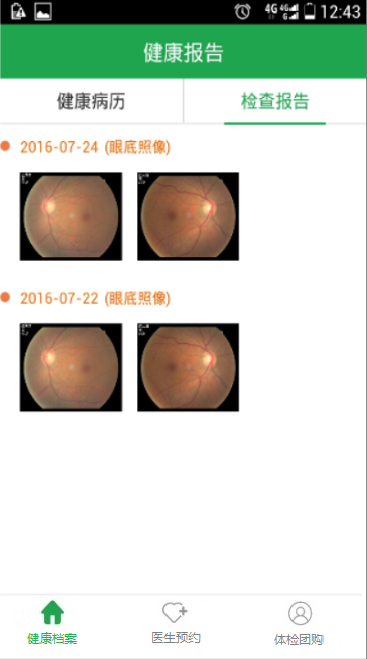 4G 4G G 12:43
健康报告
健康病历 检查报告
2016-07-24 (眼底照像)
2016-07-22 (眼底照像)
健康档案 医生预约 体检团购